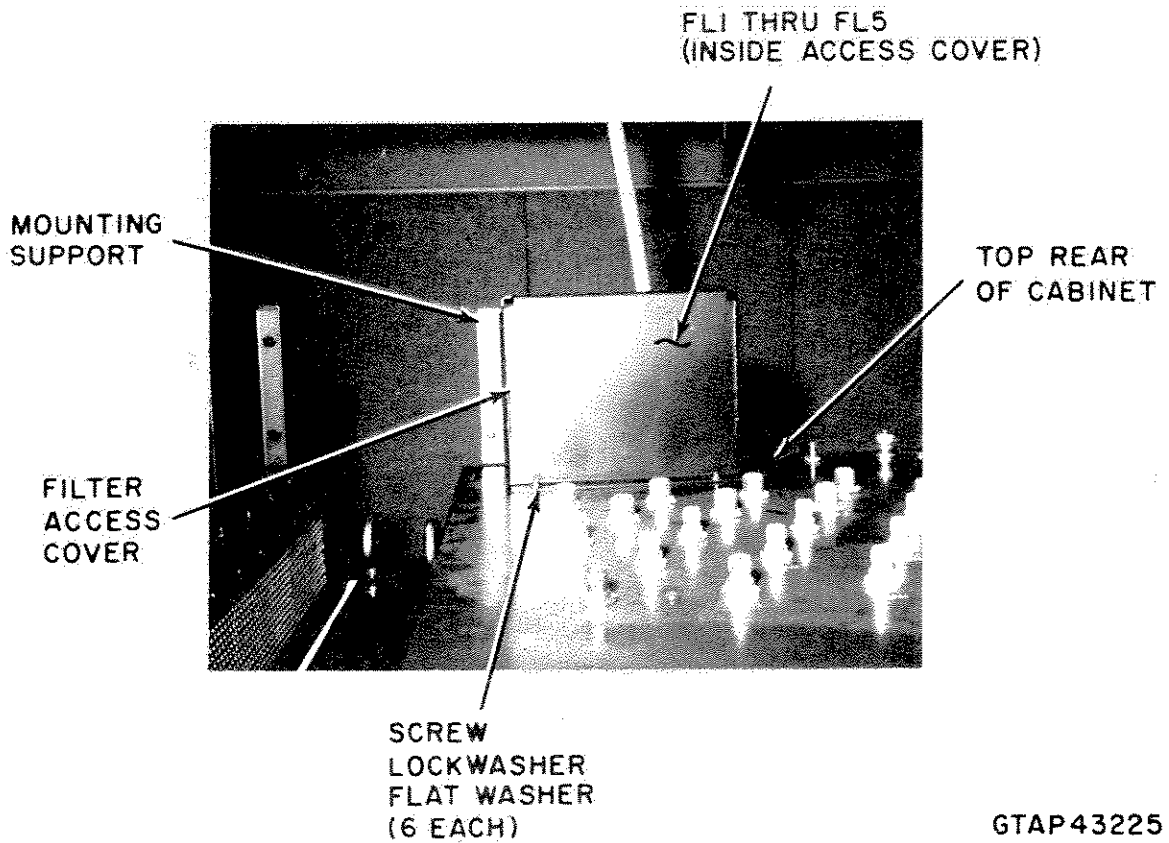 FL1 THRU FL5
(INSIDE ACCESS COVER)
MOUNTING
SUPPORT
TOP REAR
OF CABINET
FILTER
ACCESS
COVER
SCREW
LOCKWASHER
FLAT WASHER
(6 EACH)
GTAP43225